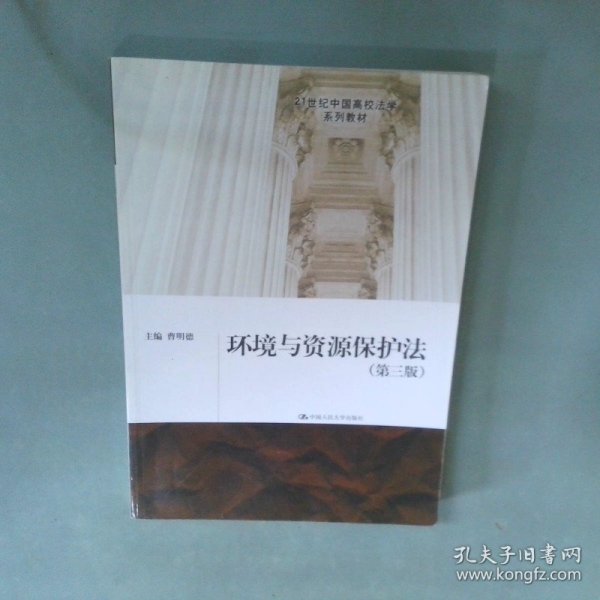 21世纪中国高校法学
系列教材
主编 曹明德
环境与资源保护法
(第三版)
中国人民大学出版社
孔夫子旧书网
www.kongfz.com